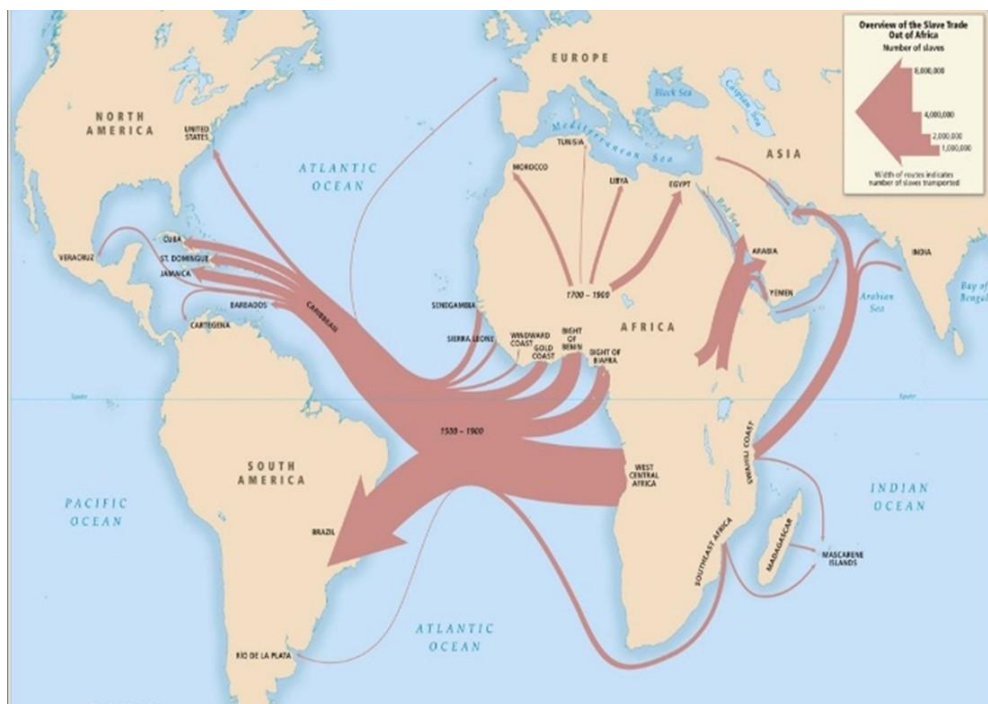 Overview of the Slave Trade
Out of Africa
Number of slaves
8,000,000
4,000,000
2,000,000
1,000,000
Width of routes indicates
number of slaves transported
EUROPE
NORTH
AMERICA
UNITED
STATES
ATLANTIC
OCEAN
Black Sea
Caspian
Sea
Mediterranean Sea
ASIA
TUNISIA
MOROCCO
LIBYA
EGYPT
Red Sea
CUBA
VERACRUZ
ST. DOMINGUE
JAMAICA
ARABIA
INDIA
BARBADOS
CARTEGENA
CARIBBEAN
SENEGAMBIA
1700 – 1900
YEMEN
Arabian
Sea
Bay of
Bengal
SIERRA LEONE
WINDWARD
COAST
GOLD
COAST
BIGHT
OF
BENIN
BIGHT OF
BIAFRA
AFRICA
1500 – 1900
SOUTH
AMERICA
WEST
CENTRAL
AFRICA
SWAHILI COAST
PACIFIC
OCEAN
INDIAN
OCEAN
BRAZIL
SOUTHEAST AFRICA
MADAGASCAR
MASCARENE
ISLANDS
ATLANTIC
OCEAN
RÍO DE LA PLATA